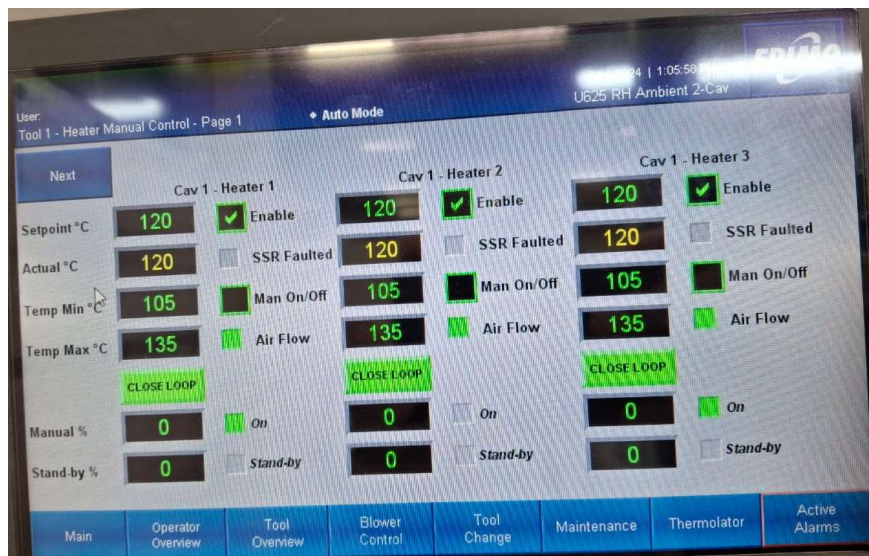 24 | 1:05:58
U625 RH Ambient 2-Cav
User:
Tool 1 - Heater Manual Control - Page 1
Auto Mode
Next
Cav 1 - Heater 1
Cav 1 - Heater 2
Cav 1 - Heater 3
Setpoint °C 120 Enable 120 Enable 120 Enable
Actual °C 120 SSR Faulted 120 SSR Faulted 120 SSR Faulted
Temp Min °C 105 Man On/Off 105 Man On/Off 105 Man On/Off
Temp Max °C 135 Air Flow 135 Air Flow 135 Air Flow
CLOSE LOOP CLOSE LOOP CLOSE LOOP
Manual % 0 On 0 On 0 On
Stand-by % 0 Stand-by 0 Stand-by 0 Stand-by
Main
Operator
Overview
Tool
Overview
Blower
Control
Tool
Change
Maintenance
Thermolator
Active
Alarms